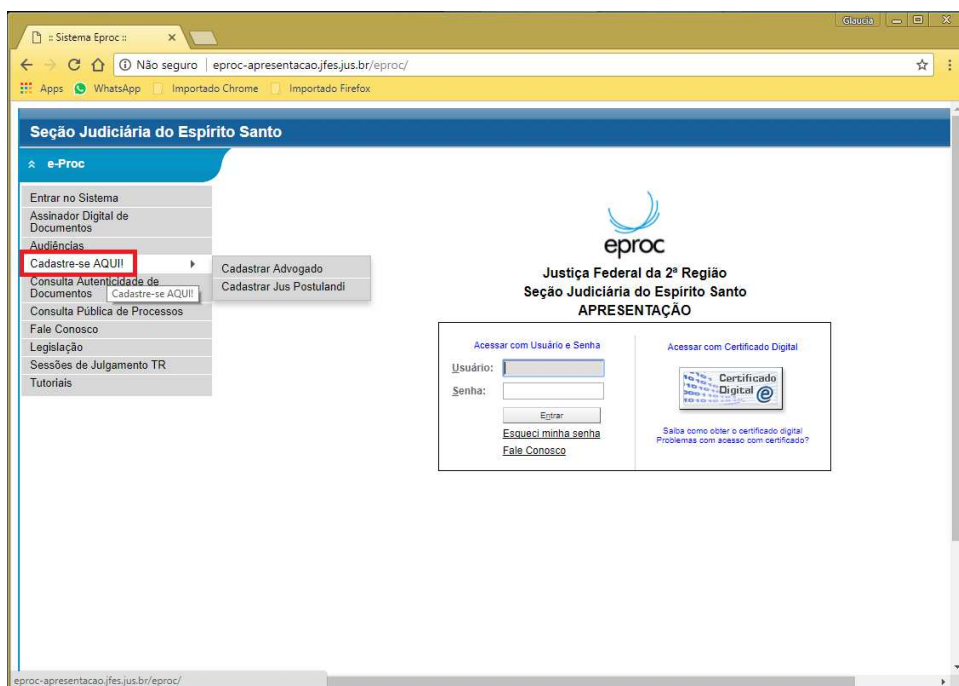 Glaucia
:: Sistema Eproc ::
Não seguro | eproc-apresentacao.jfes.jus.br/eproc/
Apps WhatsApp Importado Chrome Importado Firefox
Seção Judiciária do Espírito Santo
e-Proc
Entrar no Sistema
Assinador Digital de
Documentos
Audiências
Cadastre-se AQUI!
Cadastrar Advogado
Cadastrar Jus Postulandi
Consulta Autenticidade de
Documentos
Cadastre-se AQUI!
Consulta Pública de Processos
Fale Conosco
Legislação
Sessões de Julgamento TR
Tutoriais
eproc
Justiça Federal da 2ª Região
Seção Judiciária do Espírito Santo
APRESENTAÇÃO
Acessar com Usuário e Senha
Usuário:
Senha:
Entrar
Esqueci minha senha
Fale Conosco
Acessar com Certificado Digital
Certificado
Digital e
Saiba como obter o certificado digital
Problemas com acesso com certificado?
eproc-apresentacao.jfes.jus.br/eproc/